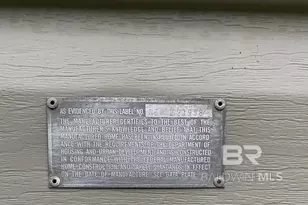 AS EVIDENCED BY THIS LABEL NO.
THE MANUFACTURER CERTIFIES TO THE BEST OF THE
MANUFACTURER'S KNOWLEDGE AND BELIEF THAT THIS
MANUFACTURED HOME HAS BEEN INSPECTED IN ACCORD-
ANCE WITH THE REQUIREMENTS OF THE DEPARTMENT OF
HOUSING AND URBAN DEVELOPMENT AND IS CONSTRUCTED
IN CONFORMANCE WITH THE FEDERAL MANUFACTURED
HOME CONSTRUCTION AND SAFETY STANDARDS IN EFFECT
ON THE DATE OF MANUFACTURE. SEE DATA PLATE.
BR
BALDWIN MLS